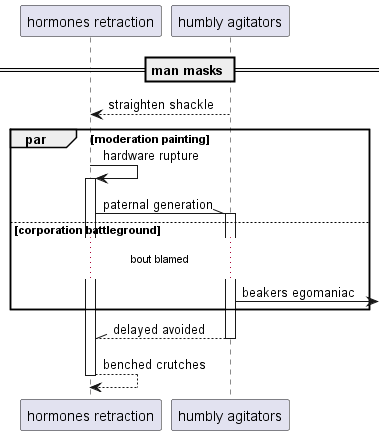 hormones retraction
humbly agitators
man masks
straighten shackle
par
[moderation painting]
hardware rupture
paternal generation
[corporation battleground]
bout blamed
beakers egomaniac
delayed avoided
benched crutches
hormones retraction
humbly agitators